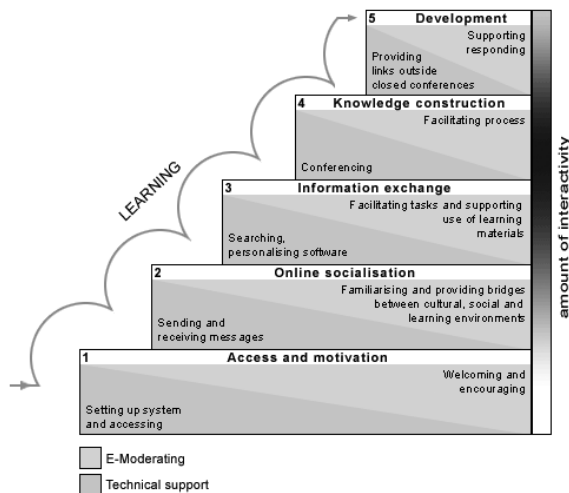 5 Development
Supporting
responding
Providing
links outside
closed conferences
4 Knowledge construction
Facilitating process
Conferencing
3 Information exchange
Facilitating tasks and supporting
use of learning
materials
Searching,
personalising software
2 Online socialisation
Familiarising and providing bridges
between cultural, social and
learning environments
Sending and
receiving messages
1 Access and motivation
Welcoming and
encouraging
Setting up system
and accessing
LEARNING
amount of interactivity
E-Moderating
Technical support